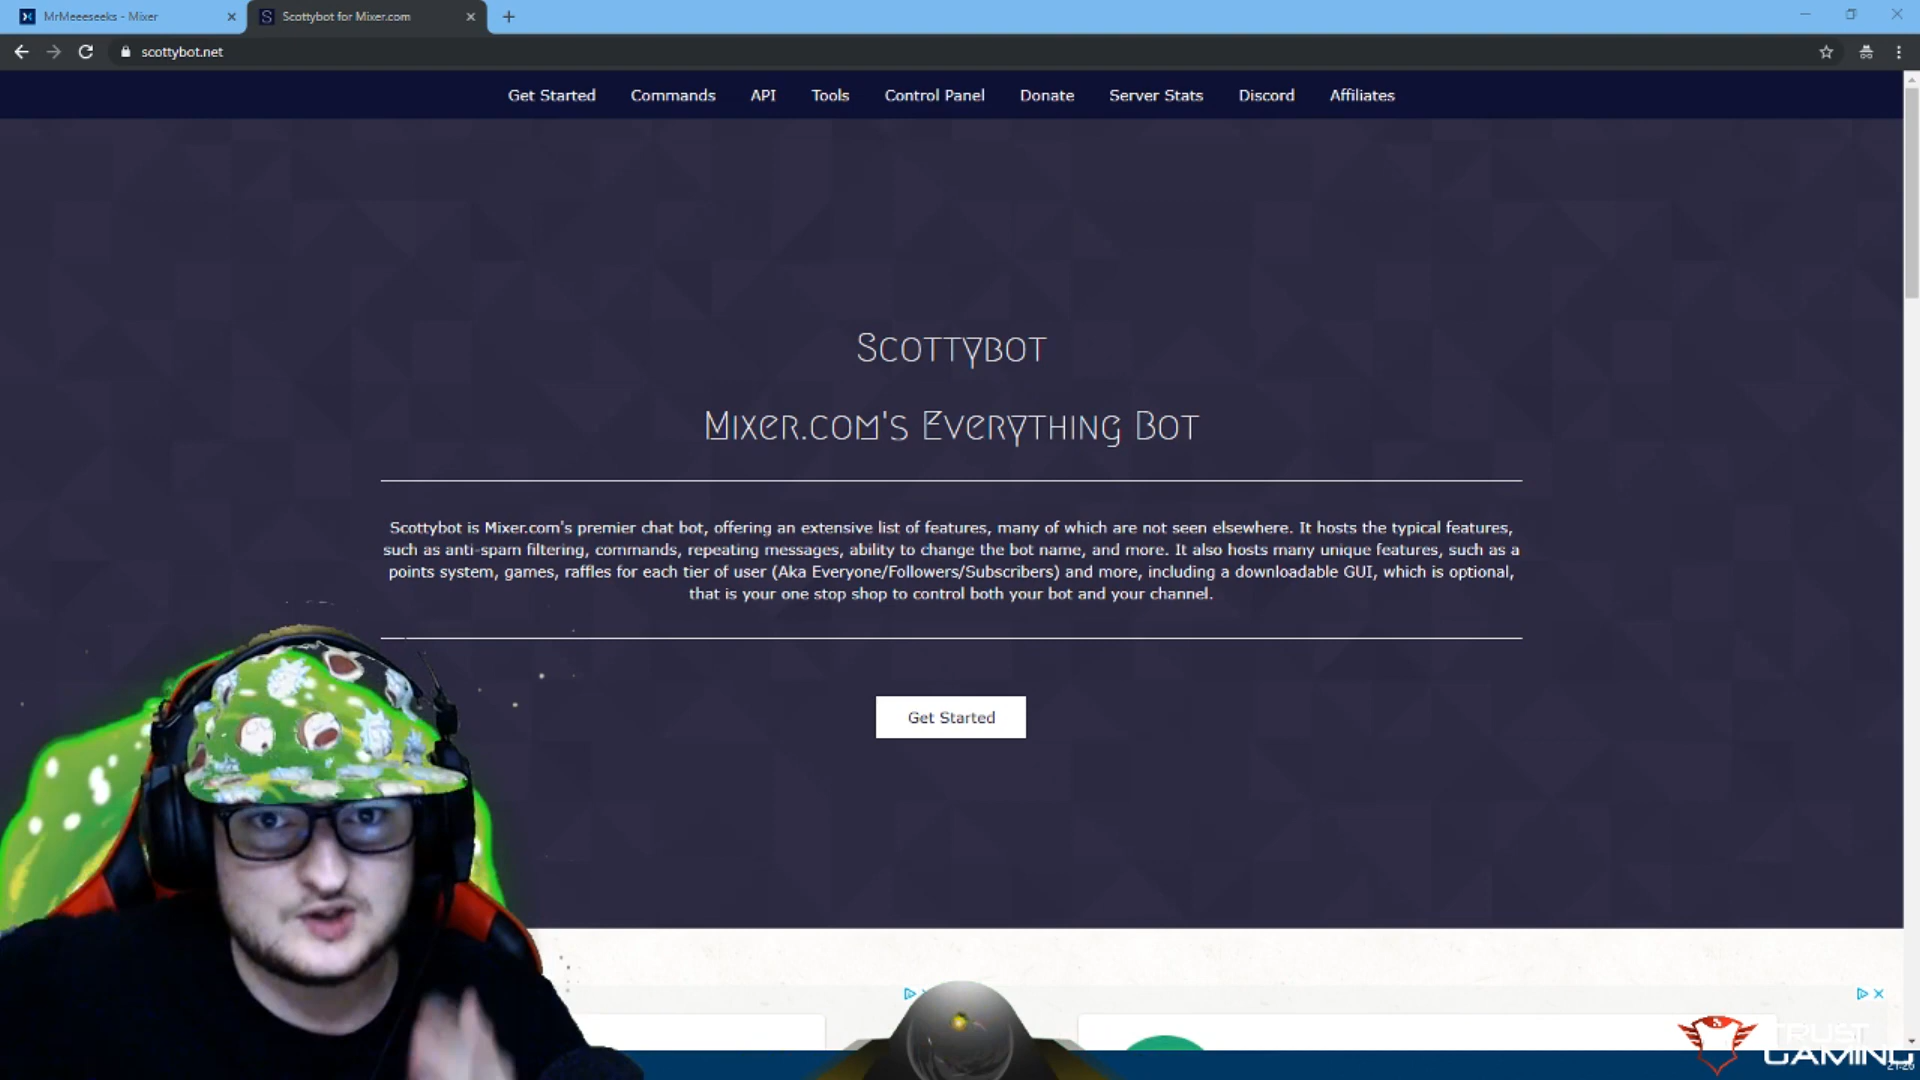 MrMeeeseeks - Mixer
Scottybot for Mixer.com
scottybot.net
Get Started
Commands
API
Tools
Control Panel
Donate
Server Stats
Discord
Affiliates
Scottybot
Mixer.com's Everything Bot
Scottybot is Mixer.com's premier chat bot, offering an extensive list of features, many of which are not seen elsewhere. It hosts the typical features,
such as anti-spam filtering, commands, repeating messages, ability to change the bot name, and more. It also hosts many unique features, such as a
points system, games, raffles for each tier of user (Aka Everyone/Followers/Subscribers) and more, including a downloadable GUI, which is optional,
that is your one stop shop to control both your bot and your channel.
Get Started
TRUST
GAMING
21:26